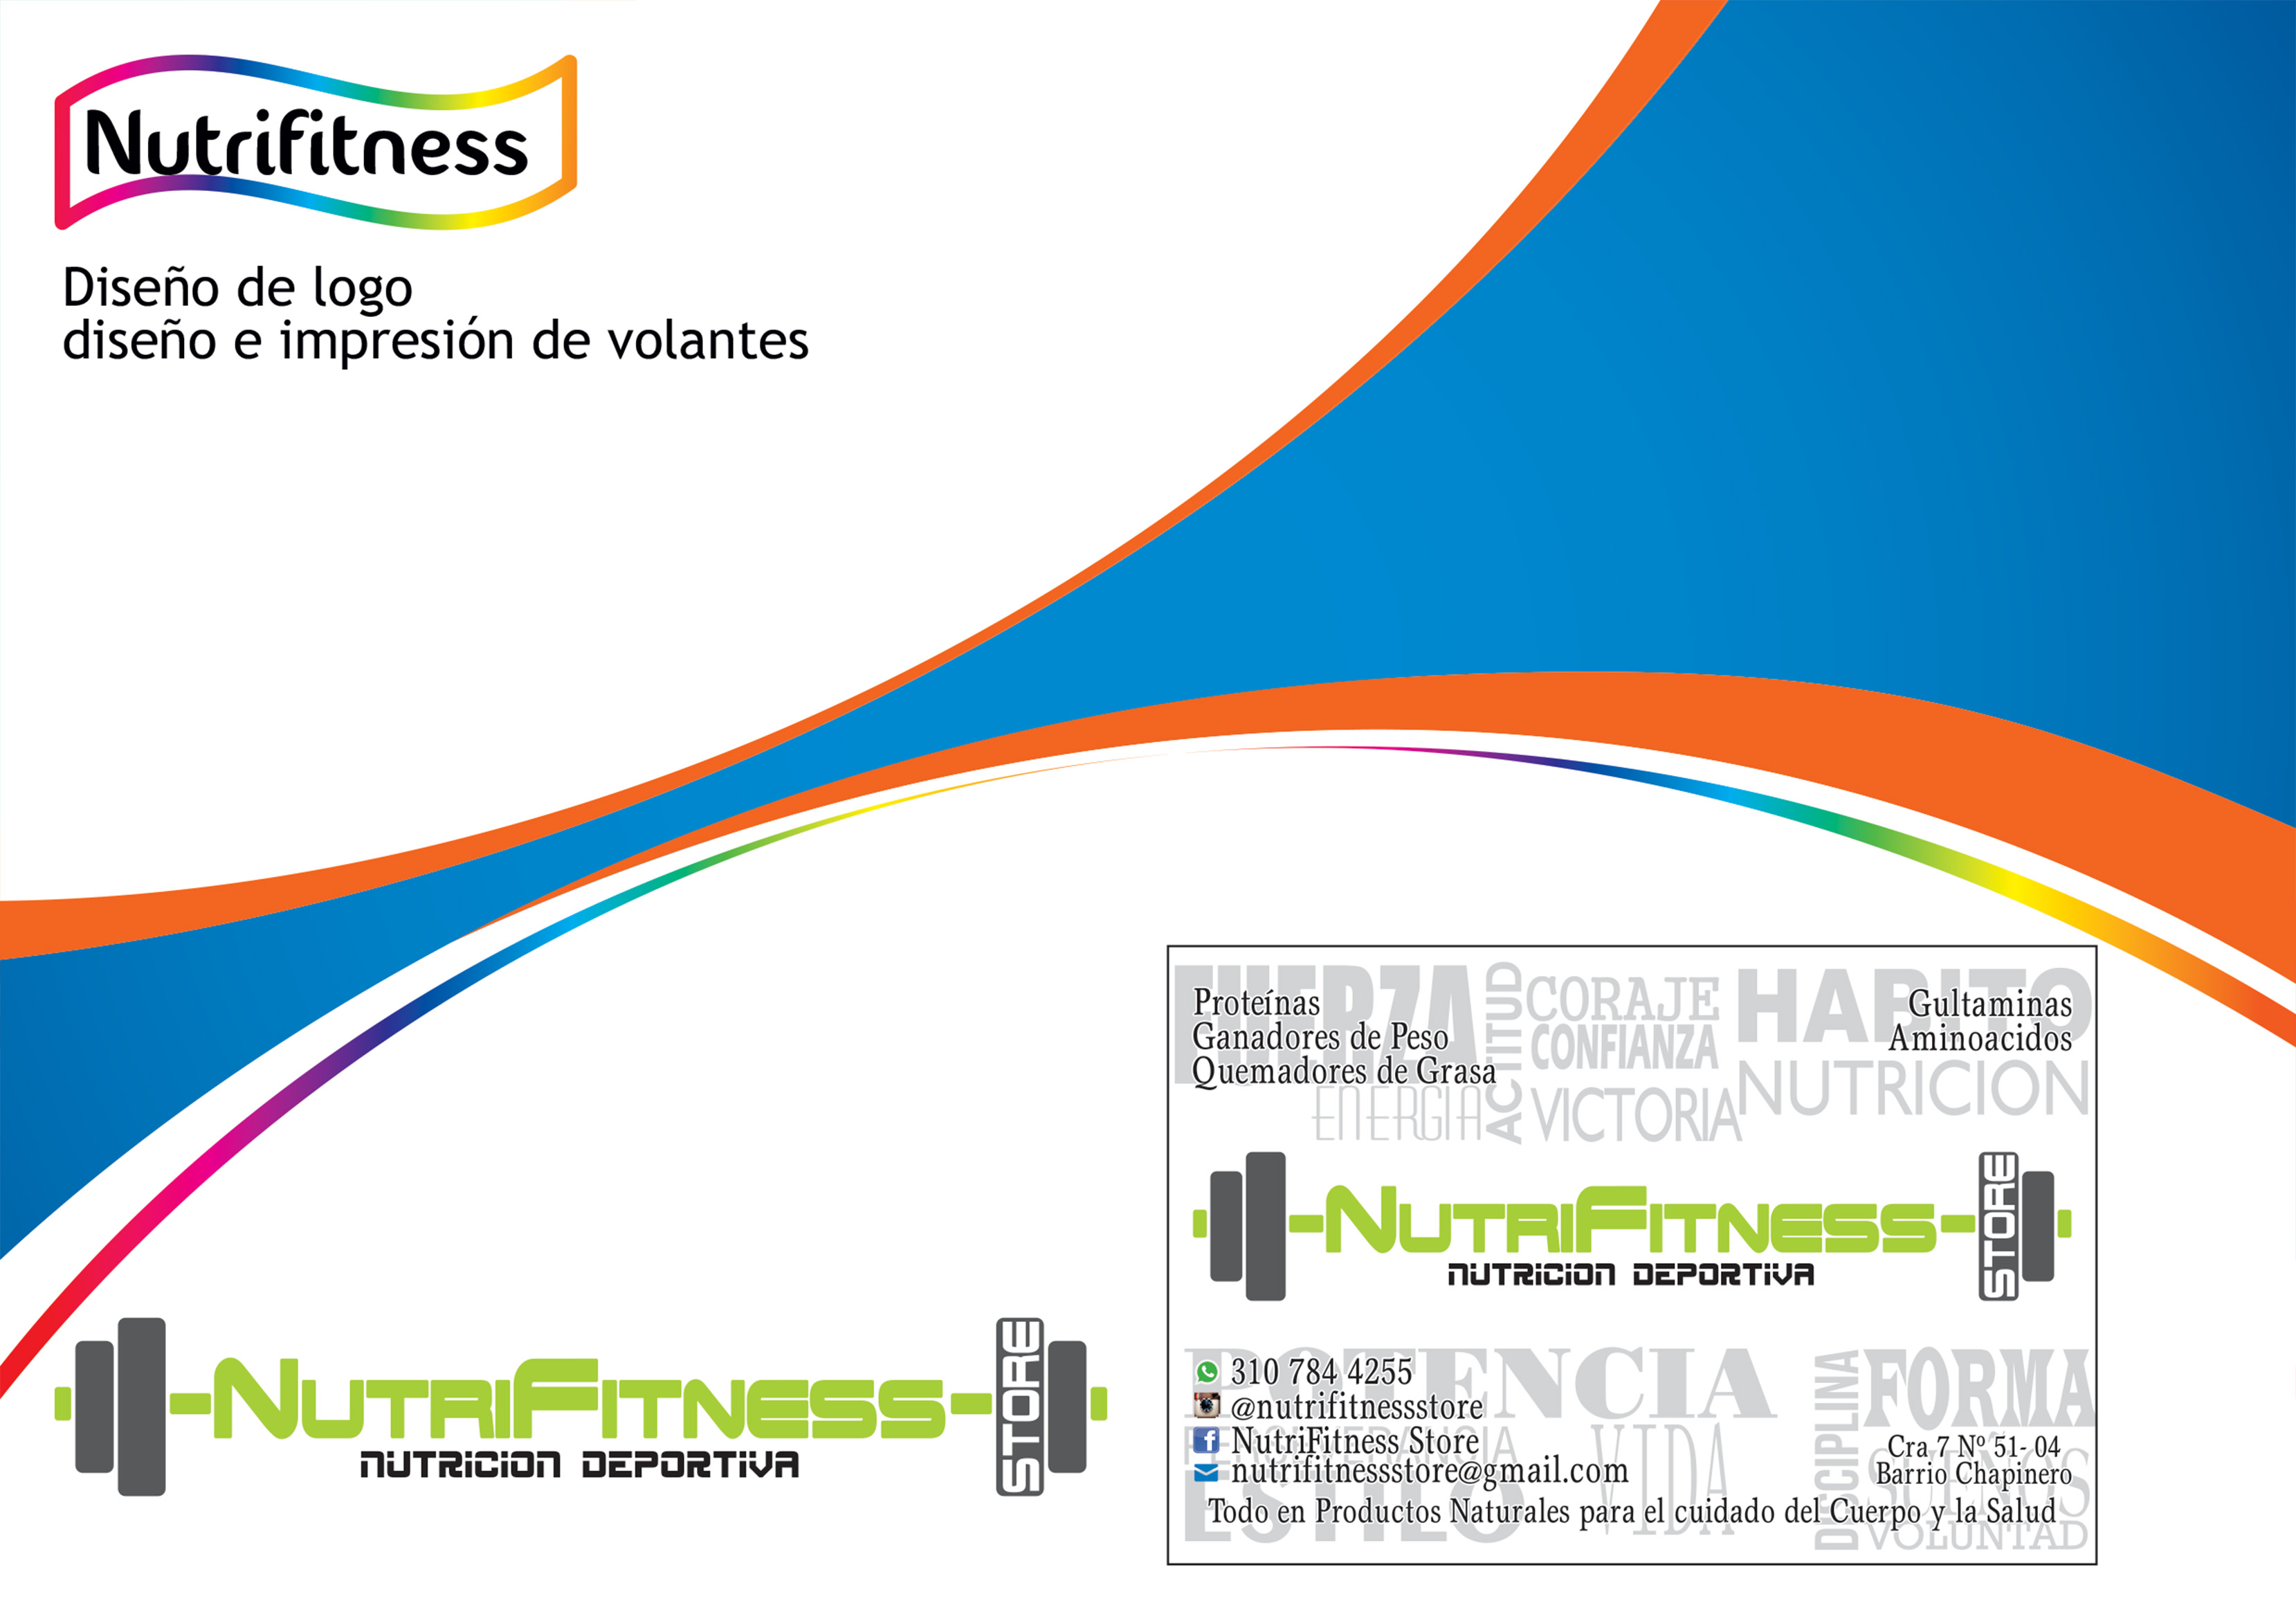 Nutrifitness
Diseño de logo
diseño e impresión de volantes
NUTRIFITNESS
STORE
NUTRICION DEPORTIVA
FUERZA
ACTITUD
CORAJE
CONFIANZA
HABITO
Proteínas
Ganadores de Peso
Quemadores de Grasa
Gultaminas
Aminoacidos
ENERGIA
VICTORIA
NUTRICION
NUTRIFITNESS
STORE
NUTRICION DEPORTIVA
POTENCIA
DISCIPLINA
FORMA
310 784 4255
@nutrifitnessstore
NutriFitness Store
nutrifitnessstore@gmail.com
VIDA
Cra 7 Nº 51- 04
Barrio Chapinero
SUEÑOS
ESTILO
Todo en Productos Naturales para el cuidado del Cuerpo y la Salud
VOLUNTAD